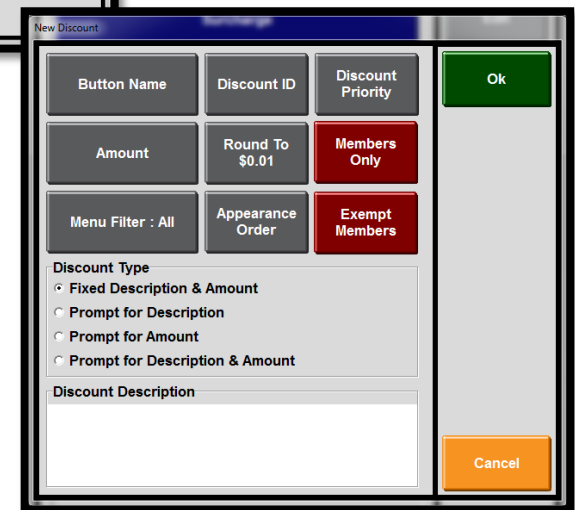 Surcharge
New Discount
Button Name
Discount ID
Discount
Priority
Ok
Amount
Round To
$0.01
Members
Only
Menu Filter : All
Appearance
Order
Exempt
Members
Discount Type
Fixed Description & Amount
Prompt for Description
Prompt for Amount
Prompt for Description & Amount
Discount Description
Cancel